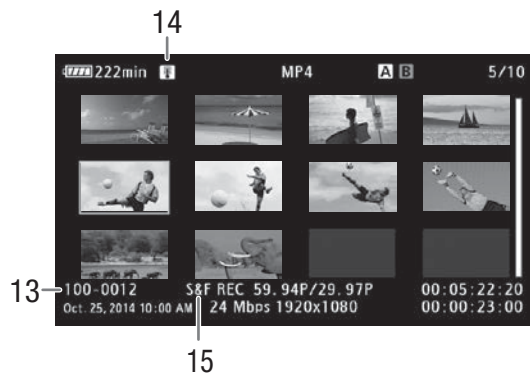 14
222min MP4 A B 5/10
13 100-0012 S&F REC 59.94P/29.97P 00:05:22:20
Oct. 25, 2014 10:00 AM 24 Mbps 1920x1080 00:00:23:00
15